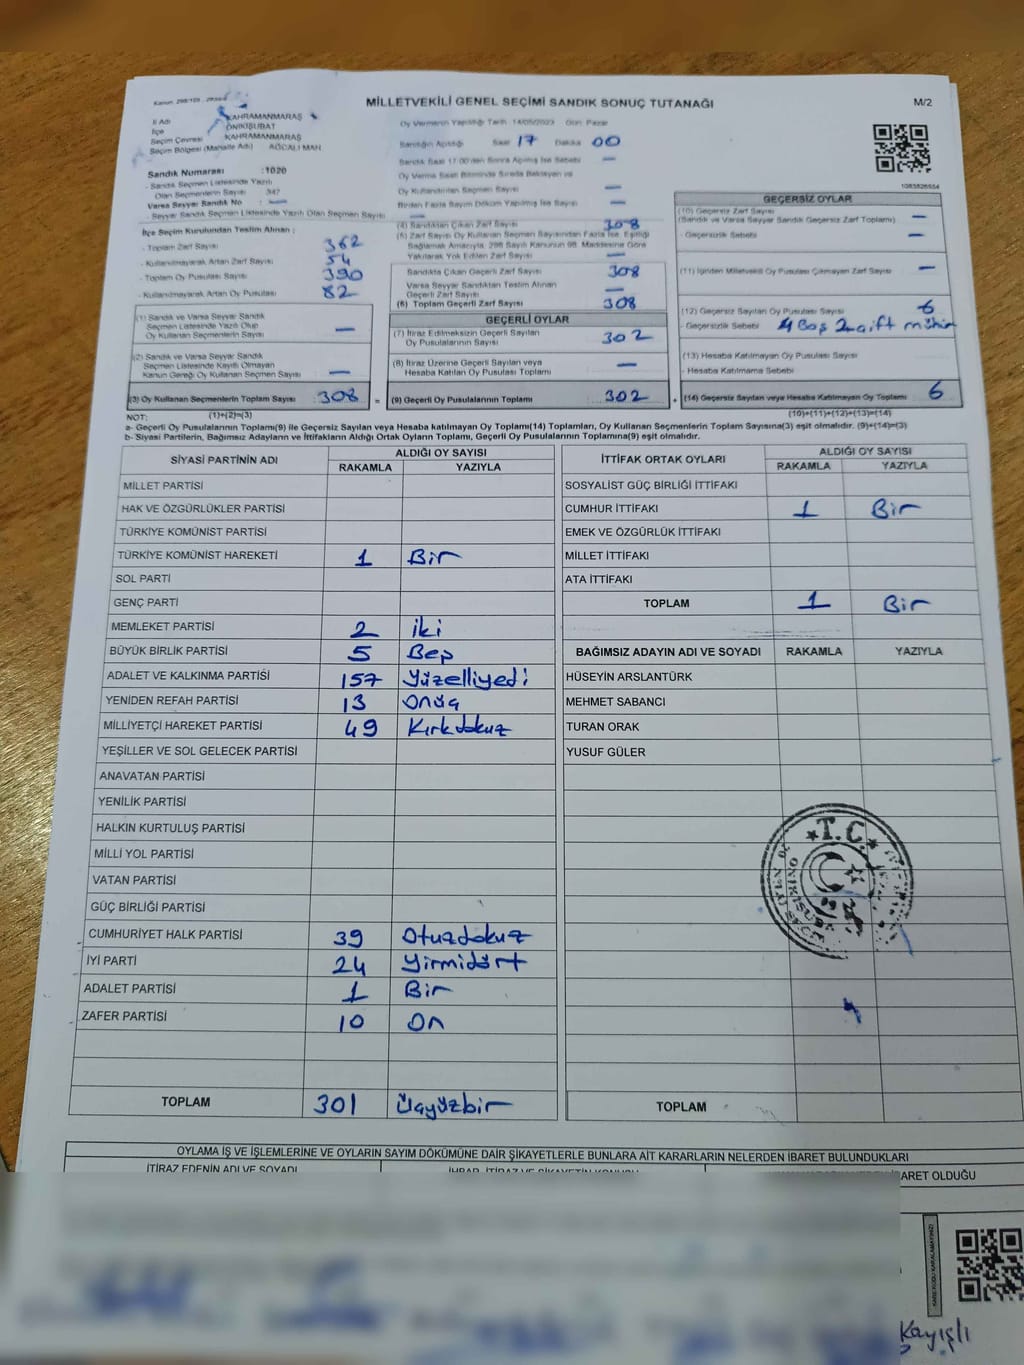 MİLLETVEKİLİ GENEL SEÇİMİ SANDIK SONUÇ TUTANAĞI
M/2
İl Adı KAHRAMANMARAŞ
İlçe ONİKİŞUBAT
Seçim Çevresi KAHRAMANMARAŞ
Seçim Bölgesi (Mahalle Adı) AĞCALI MAH
Sandık Numarası :1020
- Sandık Seçmen Listesinde Yazılı
Olan Seçmenlerin Sayısı 347
Varsa Seyyar Sandık No —
- Seyyar Sandık Seçmen Listesinde Yazılı Olan Seçmen Sayısı —
İlçe Seçim Kurulundan Teslim Alınan ;
- Toplam Zarf Sayısı 362
- Kullanılmayarak Artan Zarf Sayısı 54
- Toplam Oy Pusulası Sayısı 390
- Kullanılmayarak Artan Oy Pusulası 82
(1) Sandık ve Varsa Seyyar Sandık
Seçmen Listesinde Yazılı Olup
Oy Kullanan Seçmenlerin Sayısı —
(2) Sandık ve Varsa Seyyar Sandık
Seçmen Listesinde Kayıtlı Olmayan
Kanun Gereği Oy Kullanan Seçmen Sayısı —
(3) Oy Kullanan Seçmenlerin Toplam Sayısı : 308
Oy Vermenin Yapıldığı Tarih 14/05/2023 Gün Pazar
Sandığın Açıldığı Saat 17 Dakika 00
Sandık Saat 17:00'den Sonra Açılmış İse Sebebi —
Oy Verme Saati Bitiminde Sırada Bekleyen ve
Oy Kullandırılan Seçmen Sayısı —
Birden Fazla Sayım Döküm Yapılmış İse Sayısı —
(4) Sandıktan Çıkan Zarf Sayısı 308
(5) Zarf Sayısı Oy Kullanan Seçmen Sayısından Fazla İse, Eşitliği
Sağlamak Amacıyla, 298 Sayılı Kanunun 98. Maddesine Göre
Yakılarak Yok Edilen Zarf Sayısı —
Sandıkta Çıkan Geçerli Zarf Sayısı 308
Varsa Seyyar Sandıktan Teslim Alınan
Geçerli Zarf Sayısı —
(6) Toplam Geçerli Zarf Sayısı 308
GEÇERLİ OYLAR
(7) İtiraz Edilmeksizin Geçerli Sayılan
Oy Pusulalarının Sayısı 302
(8) İtiraz Üzerine Geçerli Sayılan veya
Hesaba Katılan Oy Pusulası Toplamı —
= (9) Geçerli Oy Pusulalarının Toplamı 302
1083826554
GEÇERSİZ OYLAR
(10) Geçersiz Zarf Sayısı
(Sandık ve Varsa Seyyar Sandık Geçersiz Zarf Toplamı) —
- Geçersizlik Sebebi —
(11) İçinden Milletvekili Oy Pusulası Çıkmayan Zarf Sayısı —
(12) Geçersiz Sayılan Oy Pusulası Sayısı 6
- Geçersizlik Sebebi 4 Boş 2 çift mühür
(13) Hesaba Katılmayan Oy Pusulası Sayısı
- Hesaba Katılmama Sebebi
+ (14) Geçersiz Sayılan veya Hesaba Katılmayan Oy Toplamı 6
NOT: (1)+(2)=(3) (10)+(11)+(12)+(13)=(14)
a- Geçerli Oy Pusulalarının Toplamı(9) ile Geçersiz Sayılan veya Hesaba katılmayan Oy Toplamı(14) Toplamları, Oy Kullanan Seçmenlerin Toplam Sayısına(3) eşit olmalıdır. (9)+(14)=(3)
b- Siyasi Partilerin, Bağımsız Adayların ve İttifakların Aldığı Ortak Oyların Toplamı, Geçerli Oy Pusulalarının Toplamına(9) eşit olmalıdır.
SİYASİ PARTİNİN ADI ALDIĞI OY SAYISI
RAKAMLA YAZIYLA
MİLLET PARTİSİ
HAK VE ÖZGÜRLÜKLER PARTİSİ
TÜRKİYE KOMÜNİST PARTİSİ
TÜRKİYE KOMÜNİST HAREKETİ 1 Bir
SOL PARTİ
GENÇ PARTİ
MEMLEKET PARTİSİ 2 iki
BÜYÜK BİRLİK PARTİSİ 5 Beş
ADALET VE KALKINMA PARTİSİ 157 Yüzelliyedi
YENİDEN REFAH PARTİSİ 13 Onüç
MİLLİYETÇİ HAREKET PARTİSİ 49 Kırkdokuz
YEŞİLLER VE SOL GELECEK PARTİSİ
ANAVATAN PARTİSİ
YENİLİK PARTİSİ
HALKIN KURTULUŞ PARTİSİ
MİLLİ YOL PARTİSİ
VATAN PARTİSİ
GÜÇ BİRLİĞİ PARTİSİ
CUMHURİYET HALK PARTİSİ 39 Otuzdokuz
İYİ PARTİ 24 Yirmidört
ADALET PARTİSİ 1 Bir
ZAFER PARTİSİ 10 On
TOPLAM 301 Üçyüzbir
İTTİFAK ORTAK OYLARI ALDIĞI OY SAYISI
RAKAMLA YAZIYLA
SOSYALİST GÜÇ BİRLİĞİ İTTİFAKI
CUMHUR İTTİFAKI 1 Bir
EMEK VE ÖZGÜRLÜK İTTİFAKI
MİLLET İTTİFAKI
ATA İTTİFAKI
TOPLAM 1 Bir
BAĞIMSIZ ADAYIN ADI VE SOYADI RAKAMLA YAZIYLA
HÜSEYİN ARSLANTÜRK
MEHMET SABANCI
TURAN ORAK
YUSUF GÜLER
T.C.
TOPLAM
OYLAMA İŞ VE İŞLEMLERİNE VE OYLARIN SAYIM DÖKÜMÜNE DAİR ŞİKAYETLERLE BUNLARA AİT KARARLARIN NELERDEN İBARET BULUNDUKLARI
İTİRAZ EDENİN ADI VE SOYADI
OLDUĞU
Kayışlı